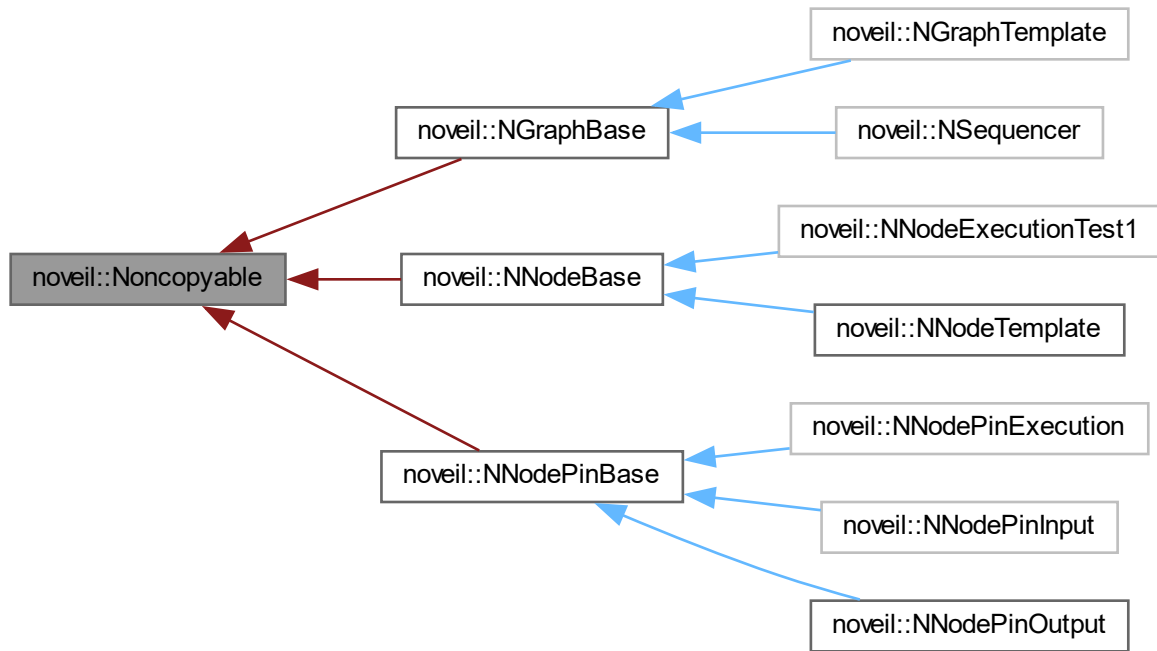 noveil::NGraphTemplate
noveil::NGraphBase
noveil::NSequencer
noveil::NNodeExecutionTest1
noveil::Noncopyable
noveil::NNodeBase
noveil::NNodeTemplate
noveil::NNodePinExecution
noveil::NNodePinBase
noveil::NNodePinInput
noveil::NNodePinOutput